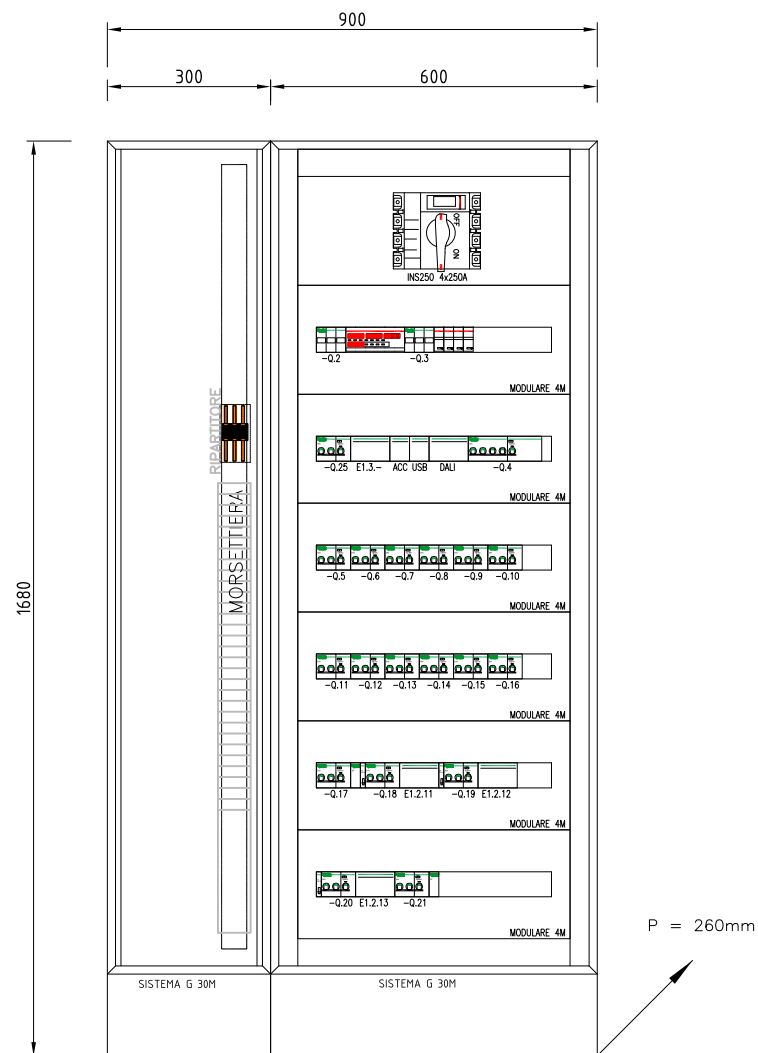 900
300 600
OFF
ON
INS250 4x250A
-Q.2 -Q.3
MODULARE 4M
RIPARTITORE
-Q.25 E1.3.- ACC USB DALI -Q.4
MODULARE 4M
MORSETTIERA
-Q.5 -Q.6 -Q.7 -Q.8 -Q.9 -Q.10
1680
MODULARE 4M
-Q.11 -Q.12 -Q.13 -Q.14 -Q.15 -Q.16
MODULARE 4M
-Q.17 -Q.18 E1.2.11 -Q.19 E1.2.12
MODULARE 4M
-Q.20 E1.2.13 -Q.21
MODULARE 4M
P = 260mm
SISTEMA G 30M SISTEMA G 30M